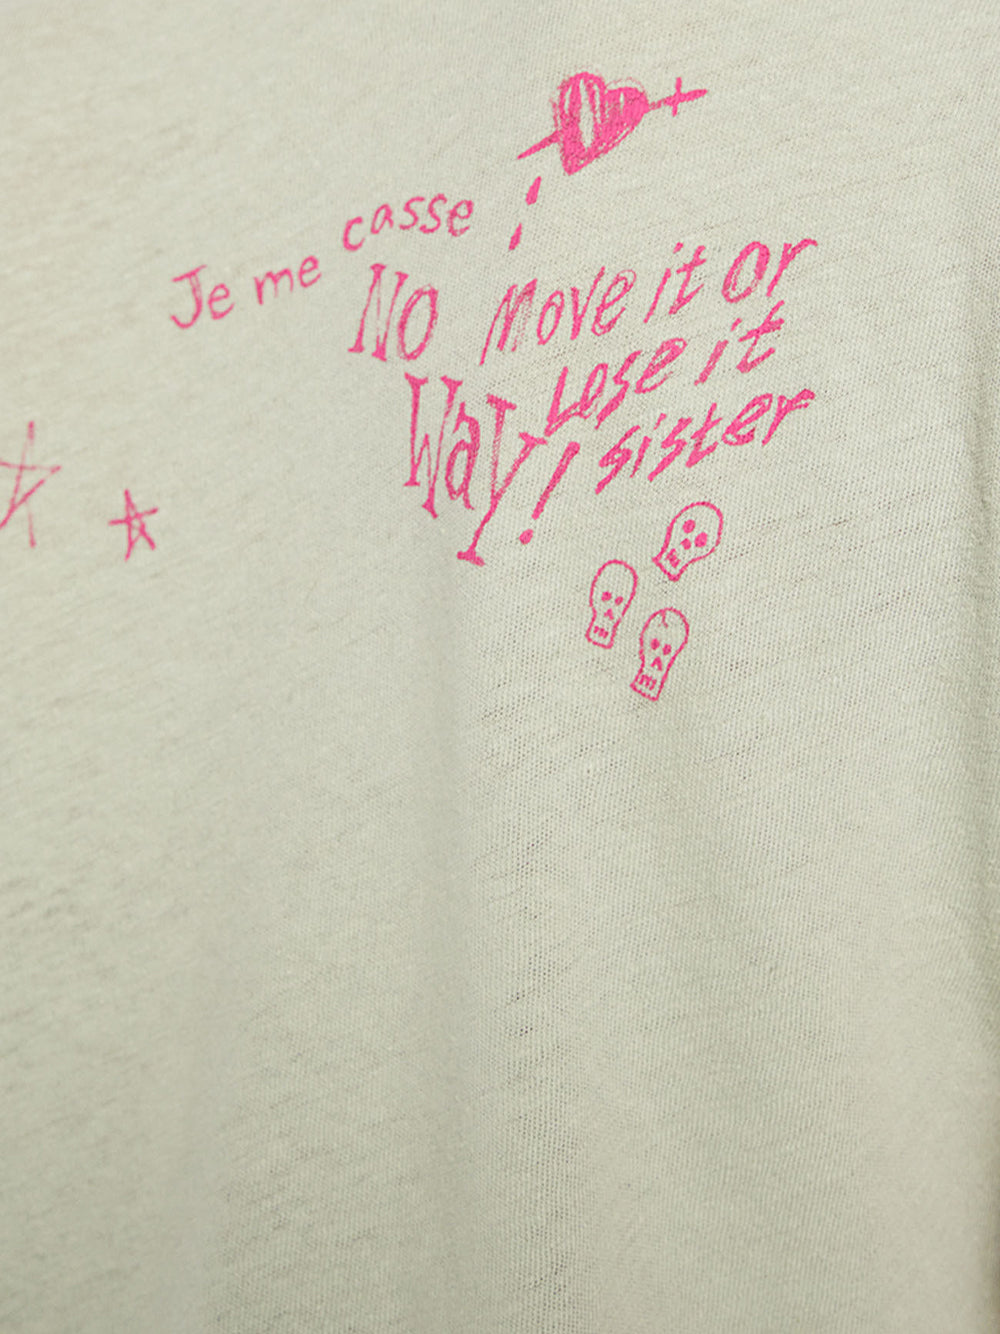 Je me casse
No
Way!
Move it or
Lose it
sister